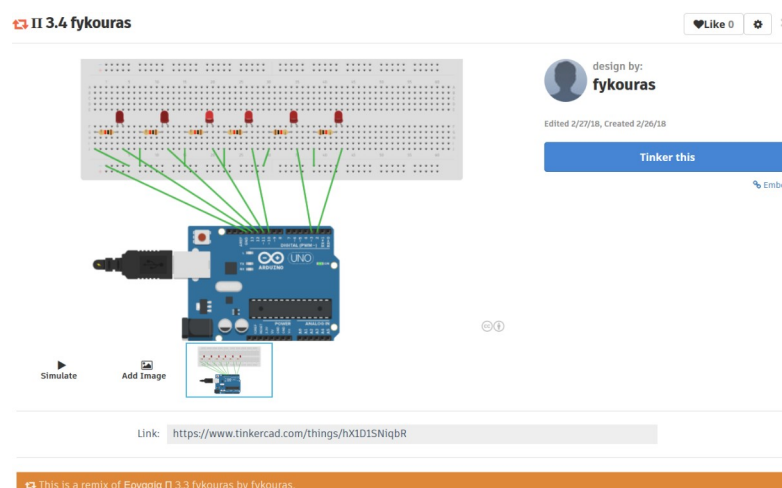 Π 3.4 fykouras
Like 0
design by:
fykouras
Edited 2/27/18, Created 2/26/18
Tinker this
Embe
DIGITAL (PWM~)
UNO
ARDUINO
POWER
ANALOG IN
Simulate
Add Image
Link: https://www.tinkercad.com/things/hX1D1SNiqbR
This is a remix of Εργασία Π 3.3 fykouras by fykouras.